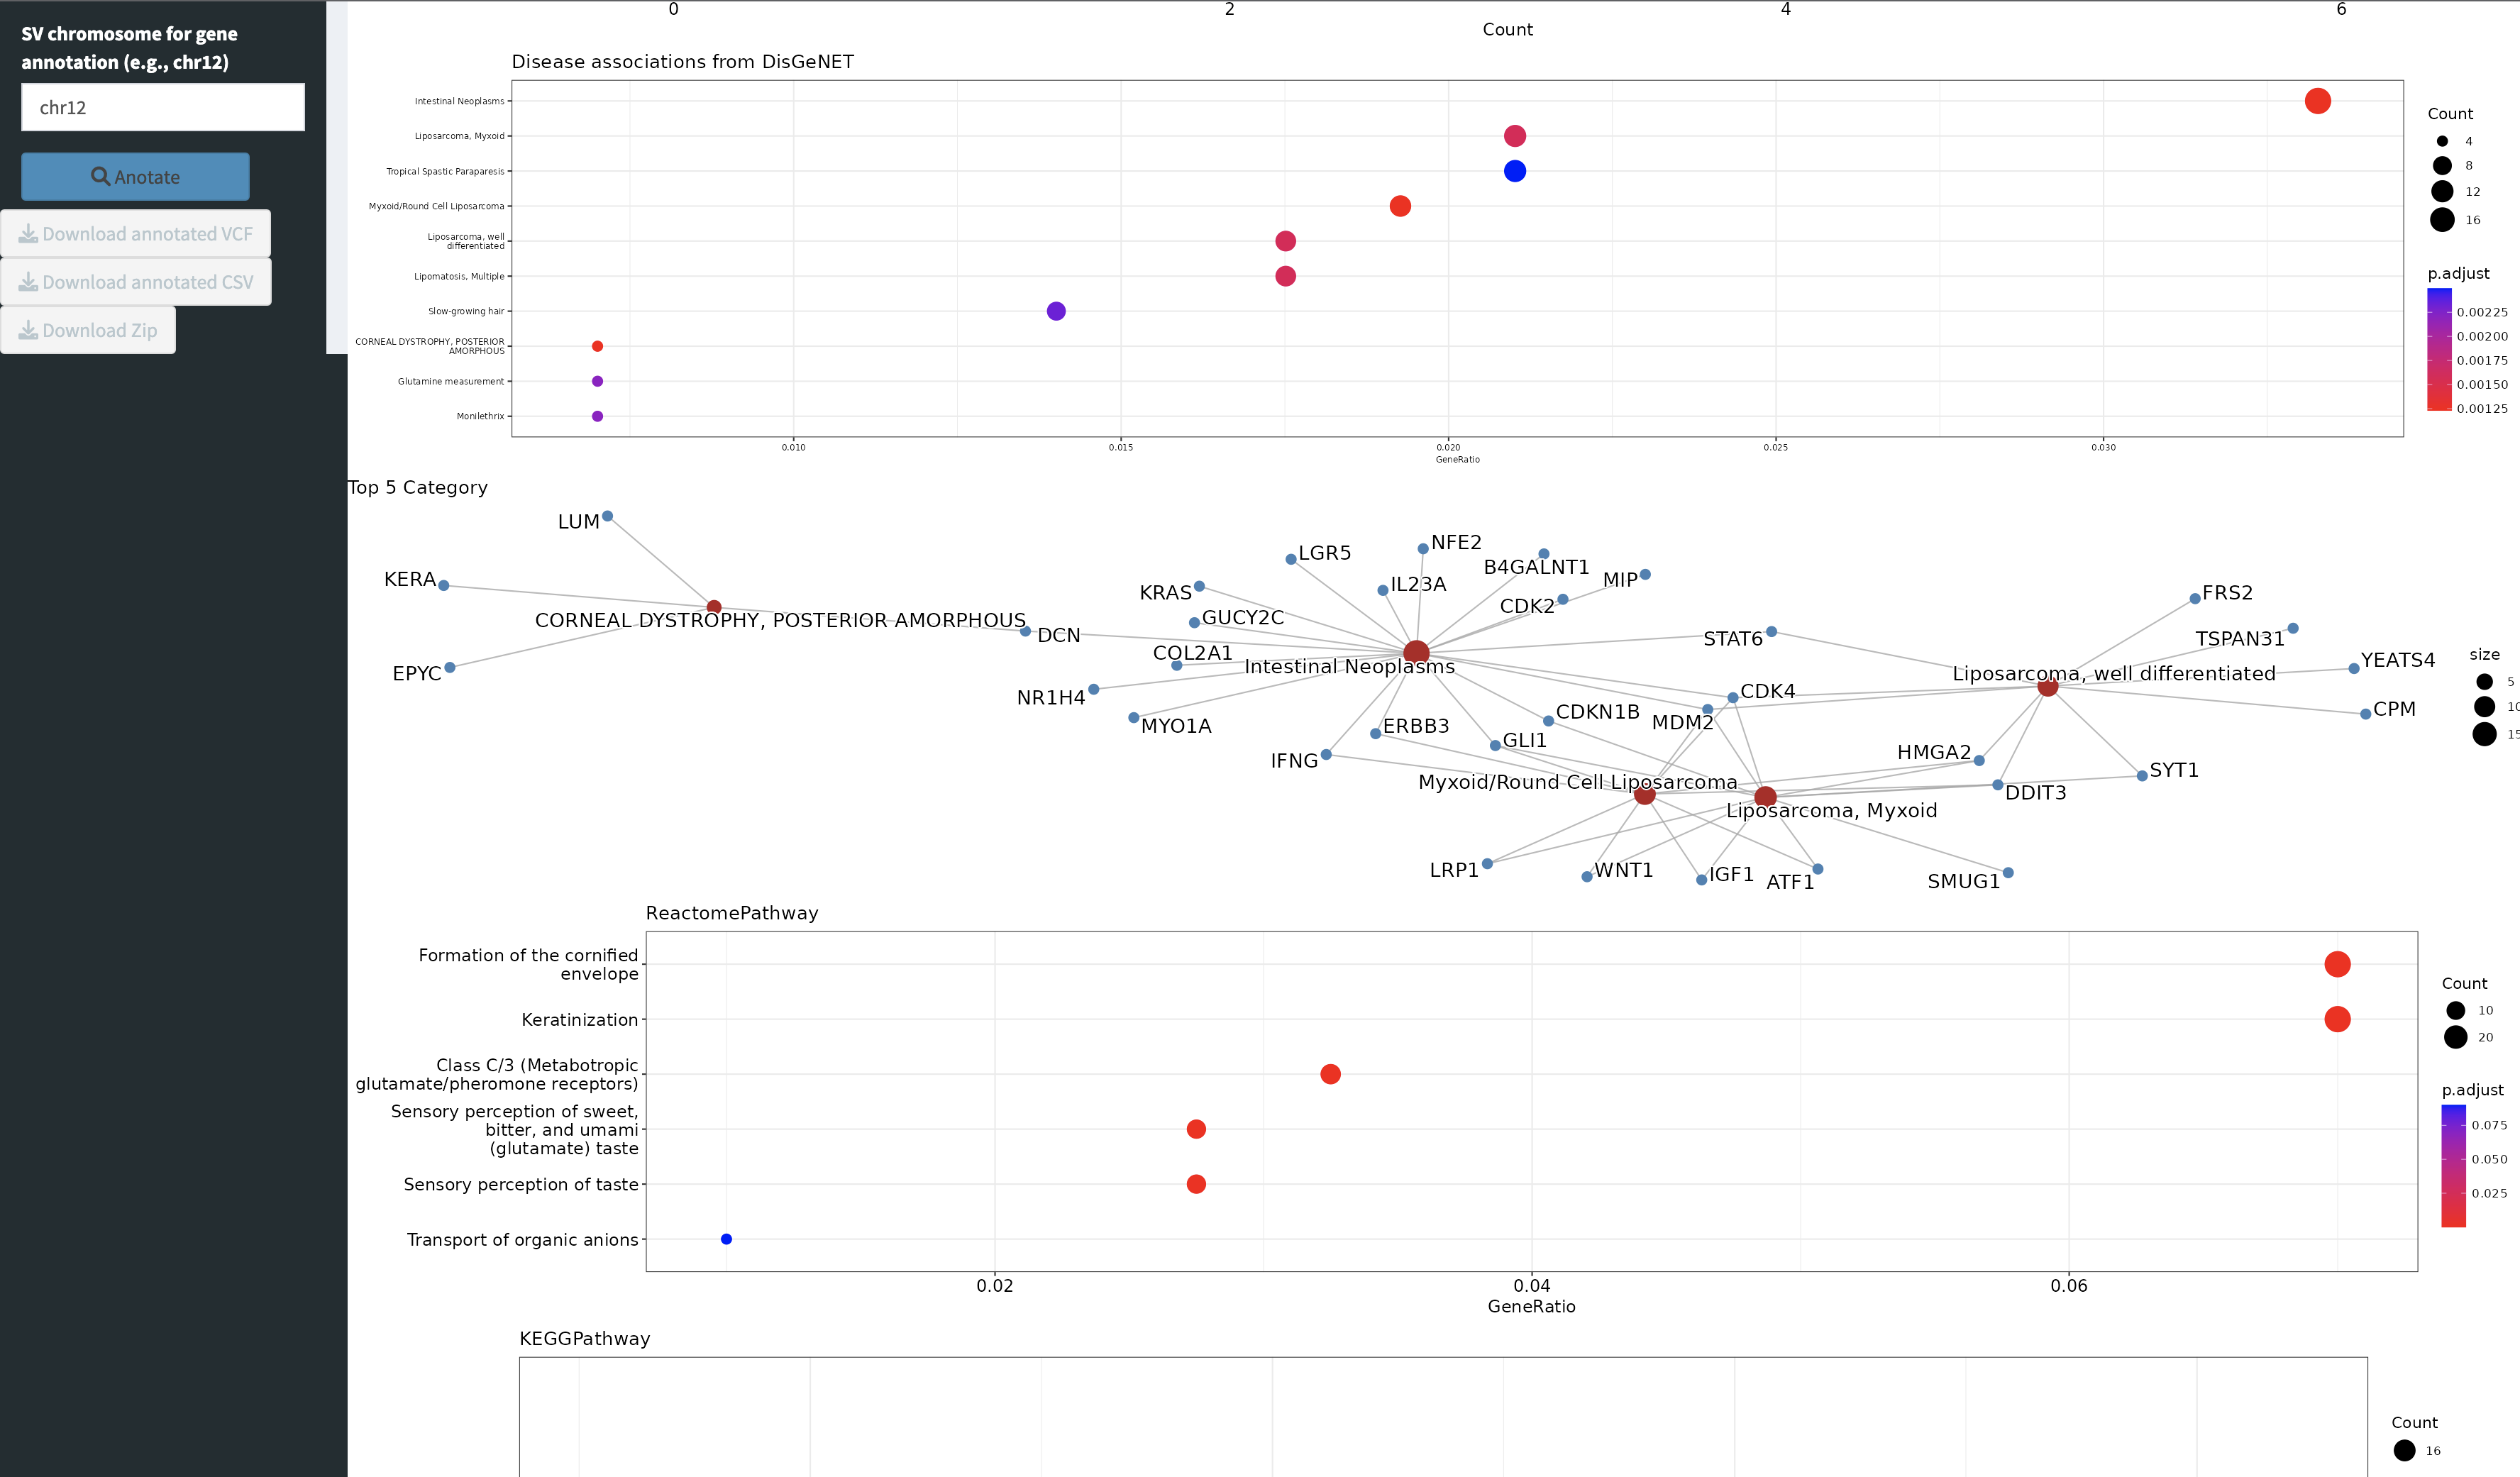 SV chromosome for gene
annotation (e.g., chr12)
chr12
Anotate
Download annotated VCF
Download annotated CSV
Download Zip
0 2 4 6
Count
Disease associations from DisGeNET
Intestinal Neoplasms
Liposarcoma, Myxoid
Tropical Spastic Paraparesis
Myxoid/Round Cell Liposarcoma
Liposarcoma, well
differentiated
Lipomatosis, Multiple
Slow-growing hair
CORNEAL DYSTROPHY, POSTERIOR
AMORPHOUS
Glutamine measurement
Monilethrix
0.010 0.015 0.020 0.025 0.030
GeneRatio
Count
4
8
12
16
p.adjust
0.00225
0.00200
0.00175
0.00150
0.00125
Top 5 Category
LUM
KERA
CORNEAL DYSTROPHY, POSTERIOR AMORPHOUS
EPYC
DCN
LGR5
NFE2
B4GALNT1
MIP
KRAS
IL23A
CDK2
GUCY2C
COL2A1
Intestinal Neoplasms
STAT6
NR1H4
MYO1A
CDK4
MDM2
CDKN1B
ERBB3
GLI1
IFNG
FRS2
TSPAN31
YEATS4
Liposarcoma, well differentiated
CPM
HMGA2
SYT1
DDIT3
Myxoid/Round Cell Liposarcoma
Liposarcoma, Myxoid
LRP1
WNT1
IGF1
ATF1
SMUG1
size
5
10
15
ReactomePathway
Formation of the cornified
envelope
Keratinization
Class C/3 (Metabotropic
glutamate/pheromone receptors)
Sensory perception of sweet,
bitter, and umami
(glutamate) taste
Sensory perception of taste
Transport of organic anions
0.02 0.04 0.06
GeneRatio
Count
10
20
p.adjust
0.075
0.050
0.025
KEGGPathway
Count
16